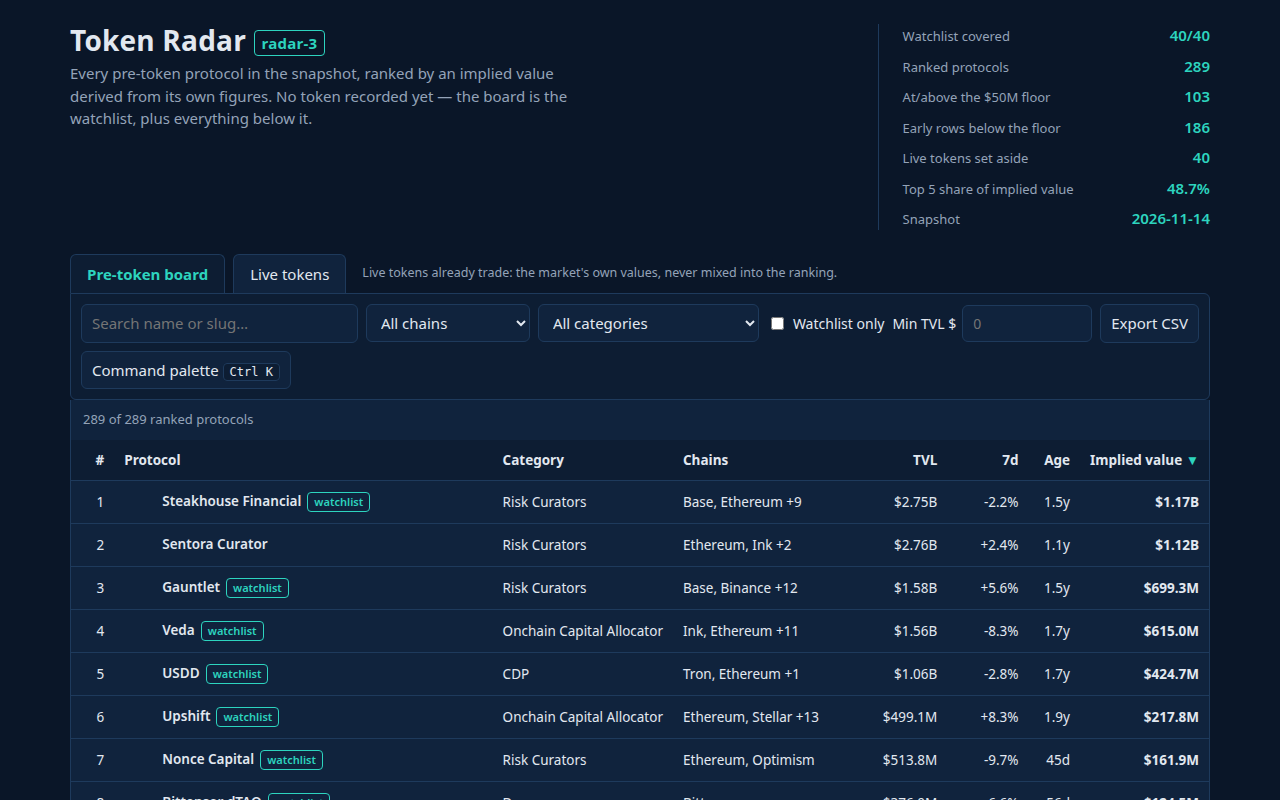 Token Radar radar-3
Every pre-token protocol in the snapshot, ranked by an implied value
derived from its own figures. No token recorded yet — the board is the
watchlist, plus everything below it.
Watchlist covered 40/40
Ranked protocols 289
At/above the $50M floor 103
Early rows below the floor 186
Live tokens set aside 40
Top 5 share of implied value 48.7%
Snapshot 2026-11-14
Pre-token board Live tokens Live tokens already trade: the market's own values, never mixed into the ranking.
Search name or slug... All chains All categories Watchlist only Min TVL $ 0 Export CSV
Command palette Ctrl K
289 of 289 ranked protocols
# Protocol Category Chains TVL 7d Age Implied value ▼
1 Steakhouse Financial watchlist Risk Curators Base, Ethereum +9 $2.75B -2.2% 1.5y $1.17B
2 Sentora Curator Risk Curators Ethereum, Ink +2 $2.76B +2.4% 1.1y $1.12B
3 Gauntlet watchlist Risk Curators Base, Binance +12 $1.58B +5.6% 1.5y $699.3M
4 Veda watchlist Onchain Capital Allocator Ink, Ethereum +11 $1.56B -8.3% 1.7y $615.0M
5 USDD watchlist CDP Tron, Ethereum +1 $1.06B -2.8% 1.7y $424.7M
6 Upshift watchlist Onchain Capital Allocator Ethereum, Stellar +13 $499.1M +8.3% 1.9y $217.8M
7 Nonce Capital watchlist Risk Curators Ethereum, Optimism $513.8M -9.7% 45d $161.9M